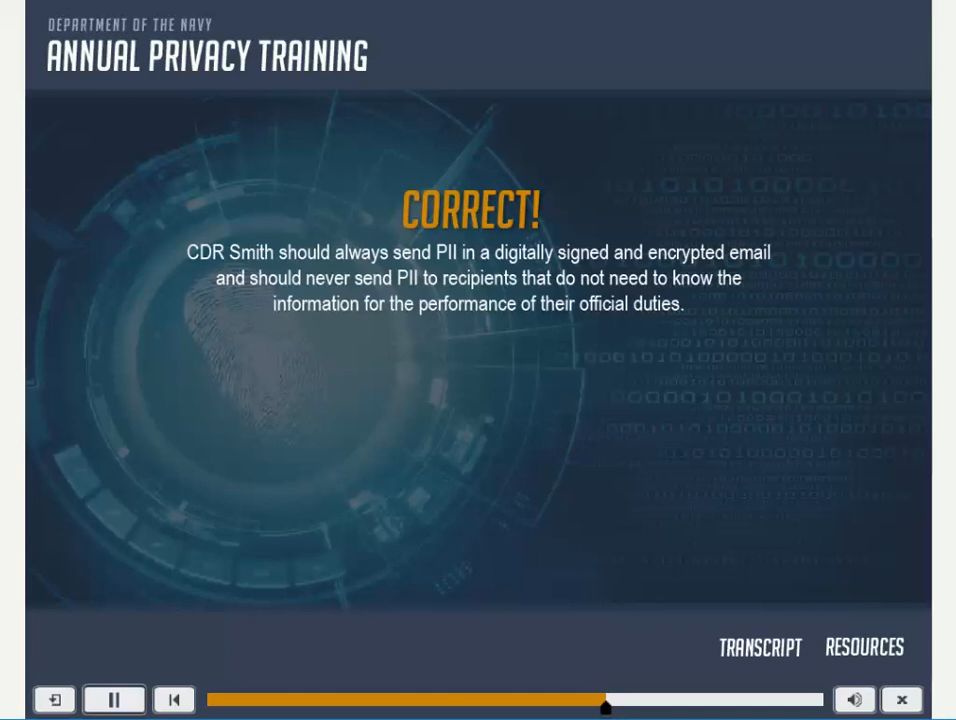 DEPARTMENT OF THE NAVY
ANNUAL PRIVACY TRAINING
CORRECT!
CDR Smith should always send PII in a digitally signed and encrypted email
and should never send PII to recipients that do not need to know the
information for the performance of their official duties.
TRANSCRIPT RESOURCES